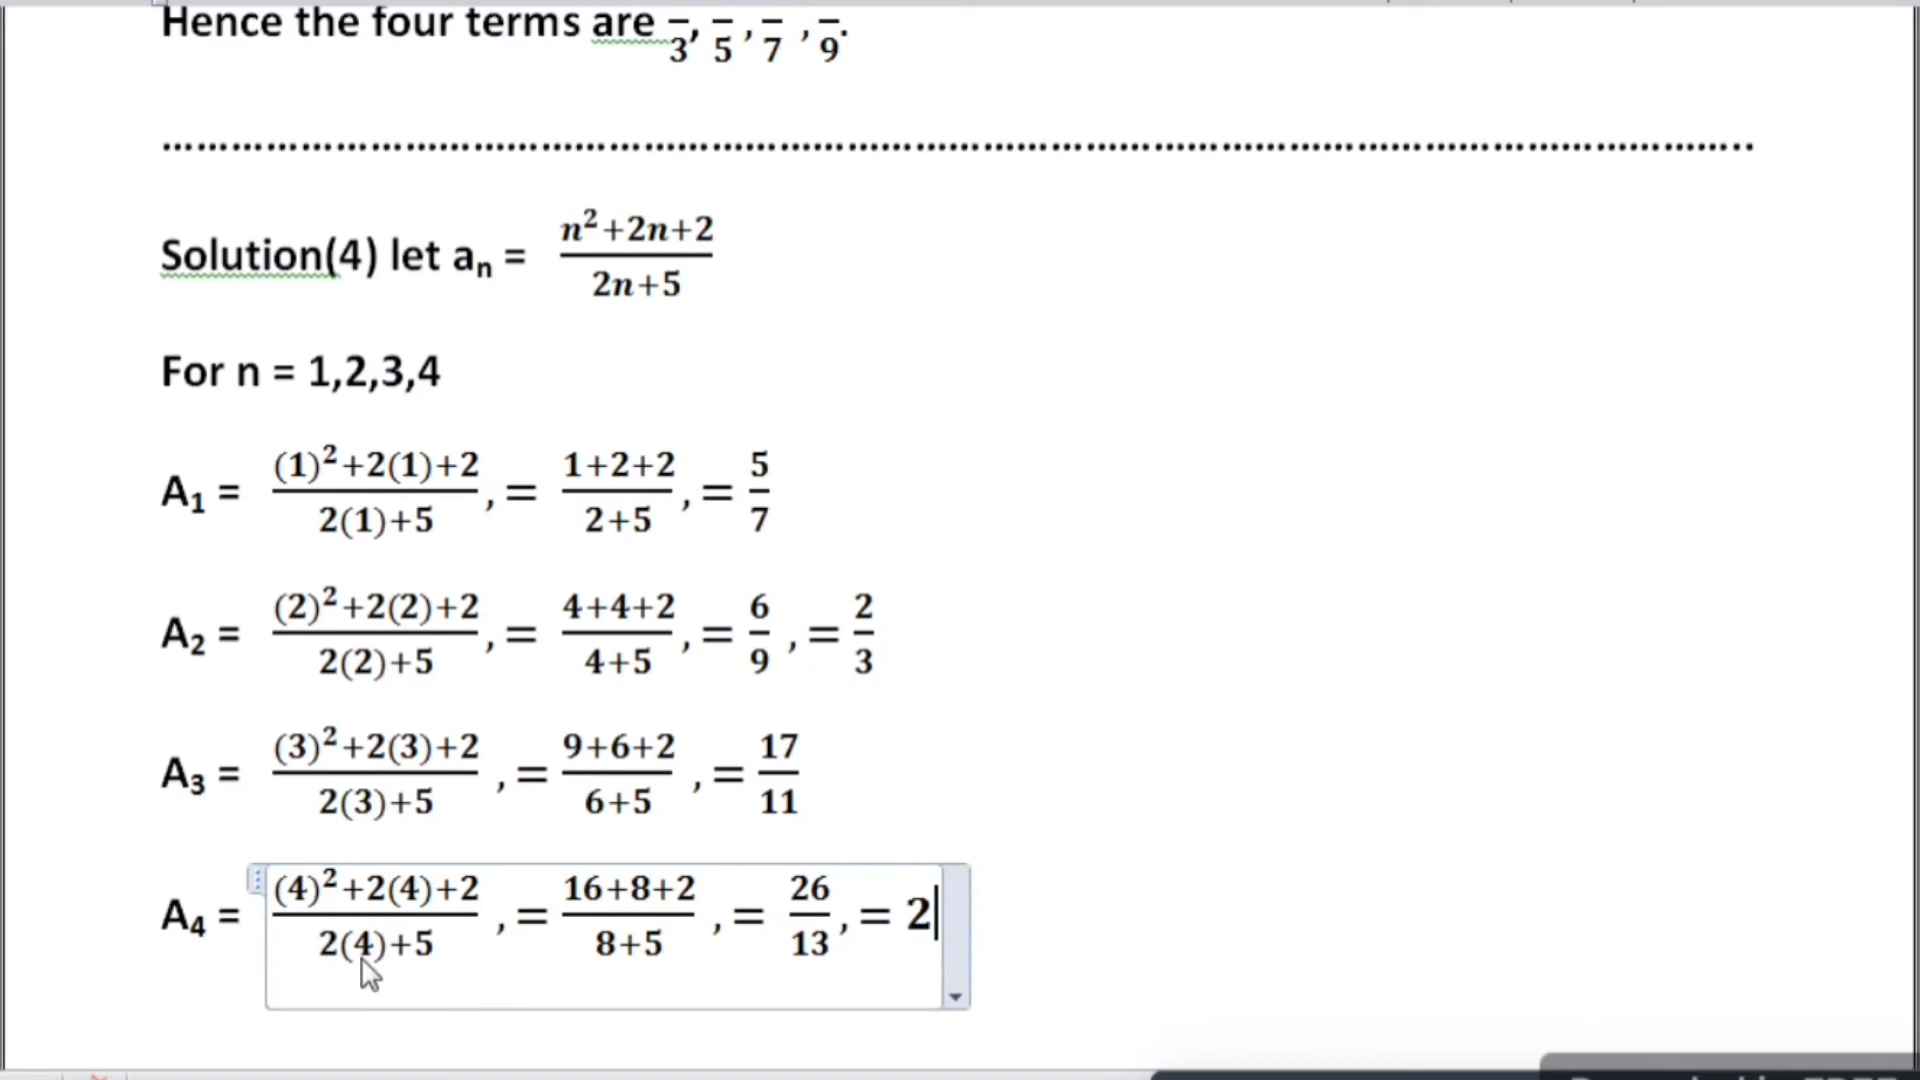 Hence the four terms are ‾/3, ‾/5 , ‾/7 , ‾/9.
........................................................................................................
Solution(4) let aₙ = (n²+2n+2)/(2n+5)
For n = 1,2,3,4
A₁ = ((1)²+2(1)+2)/(2(1)+5) , = (1+2+2)/(2+5) , = 5/7
A₂ = ((2)²+2(2)+2)/(2(2)+5) , = (4+4+2)/(4+5) , = 6/9 , = 2/3
A₃ = ((3)²+2(3)+2)/(2(3)+5) , = (9+6+2)/(6+5) , = 17/11
A₄ = ((4)²+2(4)+2)/(2(4)+5) , = (16+8+2)/(8+5) , = 26/13 , = 2